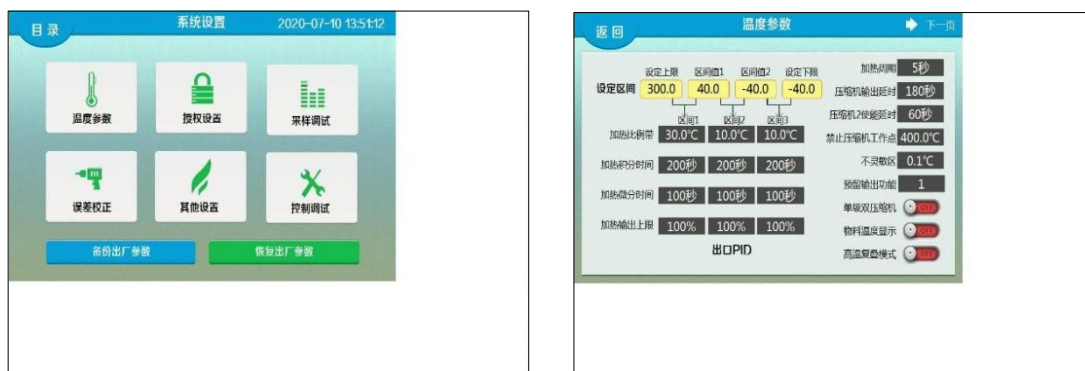 目录
系统设置
2020-07-10 13:51:12
温度参数
授权设置
采样调试
误差校正
其他设置
控制调试
备份出厂参数
恢复出厂参数
返回
温度参数
下一页
设定上限 区间值1 区间值2 设定下限
设定区间 300.0 40.0 -40.0 -40.0
区间1 区间2 区间3
加热比例带 30.0℃ 10.0℃ 10.0℃
加热积分时间 200秒 200秒 200秒
加热微分时间 100秒 100秒 100秒
加热输出上限 100% 100% 100%
出口PID
加热周期 5秒
压缩机输出延时 180秒
压缩机2使能延时 60秒
禁止压缩机工作点 400.0℃
不灵敏区 0.1℃
预留输出功能 1
单级双压缩机 OFF
物料温度显示 OFF
高温复叠模式 OFF